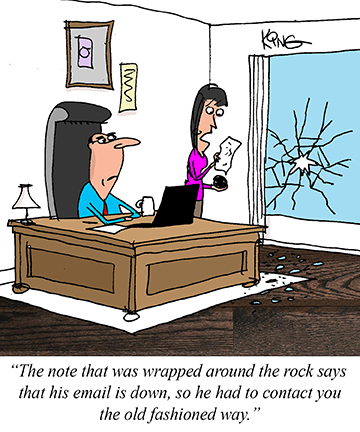 KING
“The note that was wrapped around the rock says
that his email is down, so he had to contact you
the old fashioned way.”